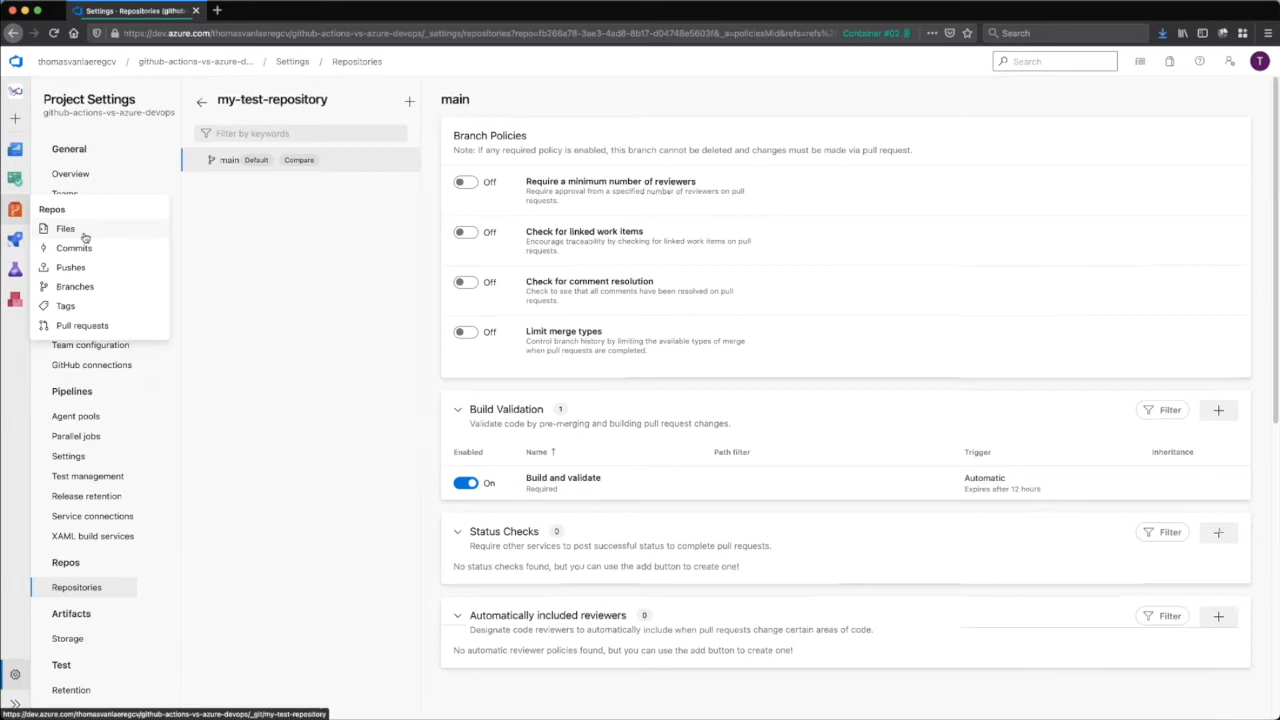 Settings · Repositories (github-
https://dev.azure.com/thomasvanlaeregcv/github-actions-vs-azure-devops/_settings/repositories?repo=fb266a78-3ae3-4ad8-8b17-d04748e5603f&_a=policiesMid&refs=refs%2
Container #02
Search
thomasvanlaeregcv / github-actions-vs-azure-d... / Settings / Repositories
Search
T
Project Settings
github-actions-vs-azure-devops
General
Overview
Teams
Repos
Files
Commits
Pushes
Branches
Tags
Pull requests
Team configuration
GitHub connections
Pipelines
Agent pools
Parallel jobs
Settings
Test management
Release retention
Service connections
XAML build services
Repos
Repositories
Artifacts
Storage
Test
Retention
https://dev.azure.com/thomasvanlaeregcv/github-actions-vs-azure-devops/_git/my-test-repository
my-test-repository
Filter by keywords
main Default Compare
main
Branch Policies
Note: If any required policy is enabled, this branch cannot be deleted and changes must be made via pull request.
Off Require a minimum number of reviewers
Require approval from a specified number of reviewers on pull
requests.
Off Check for linked work items
Encourage traceability by checking for linked work items on pull
requests.
Off Check for comment resolution
Check to see that all comments have been resolved on pull
requests.
Off Limit merge types
Control branch history by limiting the available types of merge
when pull requests are completed.
Build Validation 1
Filter
Validate code by pre-merging and building pull request changes.
Enabled Name ↑ Path filter Trigger Inheritance
On Build and validate Automatic
Required Expires after 12 hours
Status Checks 0
Filter
Require other services to post successful status to complete pull requests.
No status checks found, but you can use the add button to create one!
Automatically included reviewers 0
Filter
Designate code reviewers to automatically include when pull requests change certain areas of code.
No automatic reviewer policies found, but you can use the add button to create one!